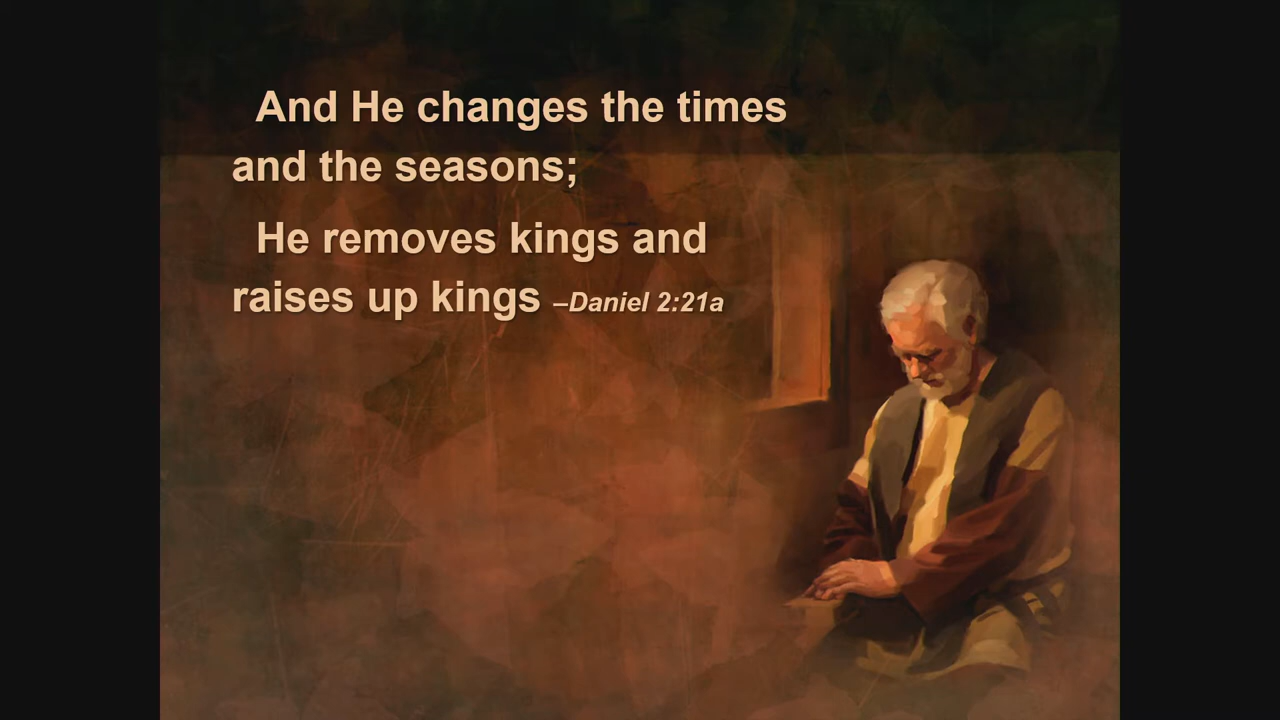 And He changes the times
and the seasons;
He removes kings and
raises up kings –Daniel 2:21a